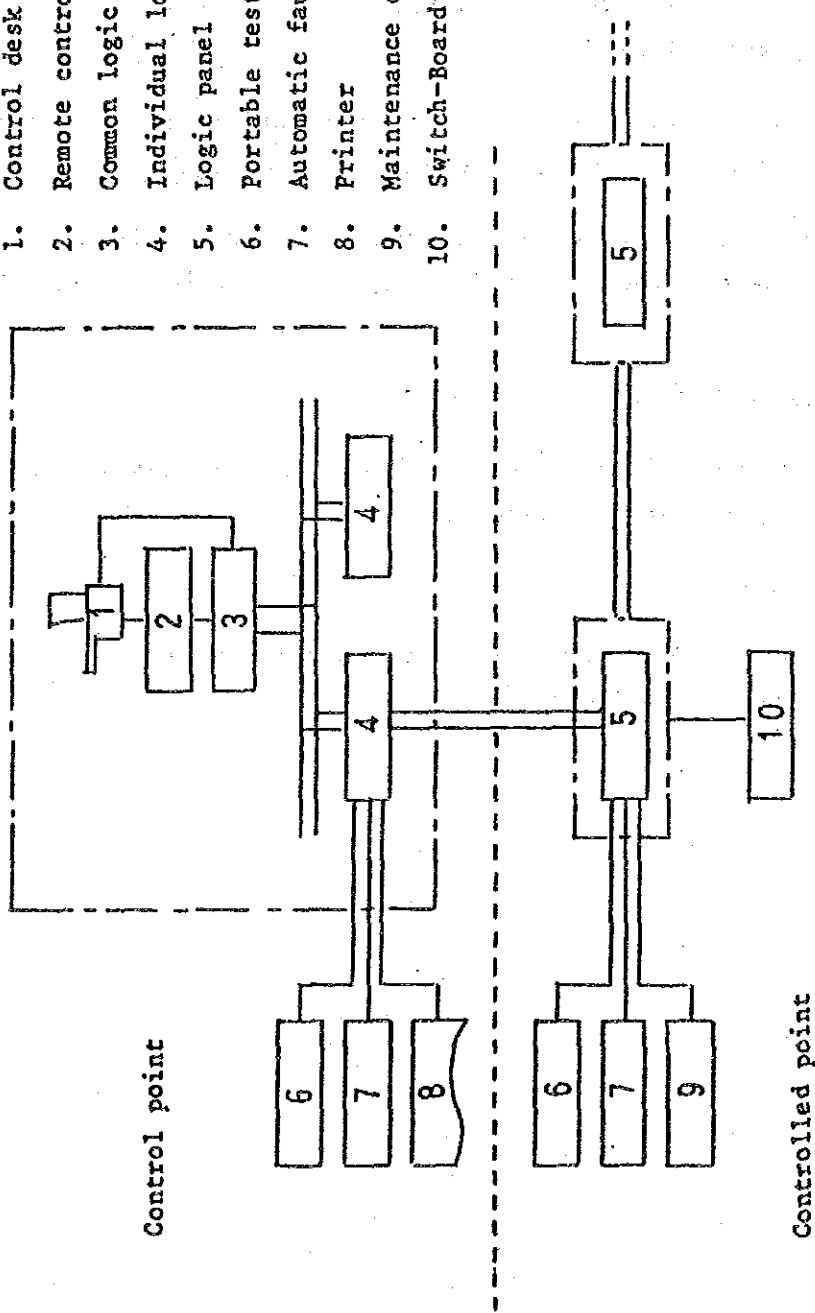 1. Control desk
2. Remote contro
3. Common logic
4. Individual lo
5. Logic panel
6. Portable test
7. Automatic fau
8. Printer
9. Maintenance
10. Switch-Board
Control point
1
2
3
4
4
6
7
8
5
5
6
7
9
10
Controlled point